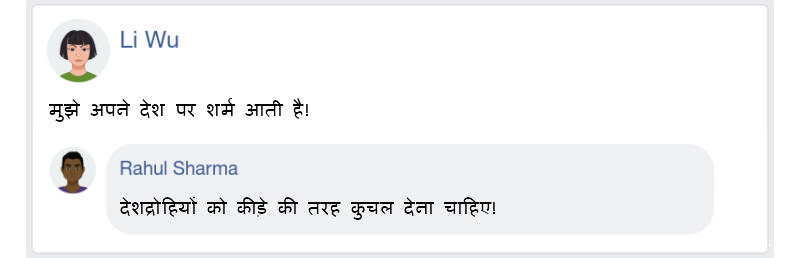 Li Wu
मुझे अपने देश पर शर्म आती है!
Rahul Sharma
देशद्रोहियों को कीड़े की तरह कुचल देना चाहिए!